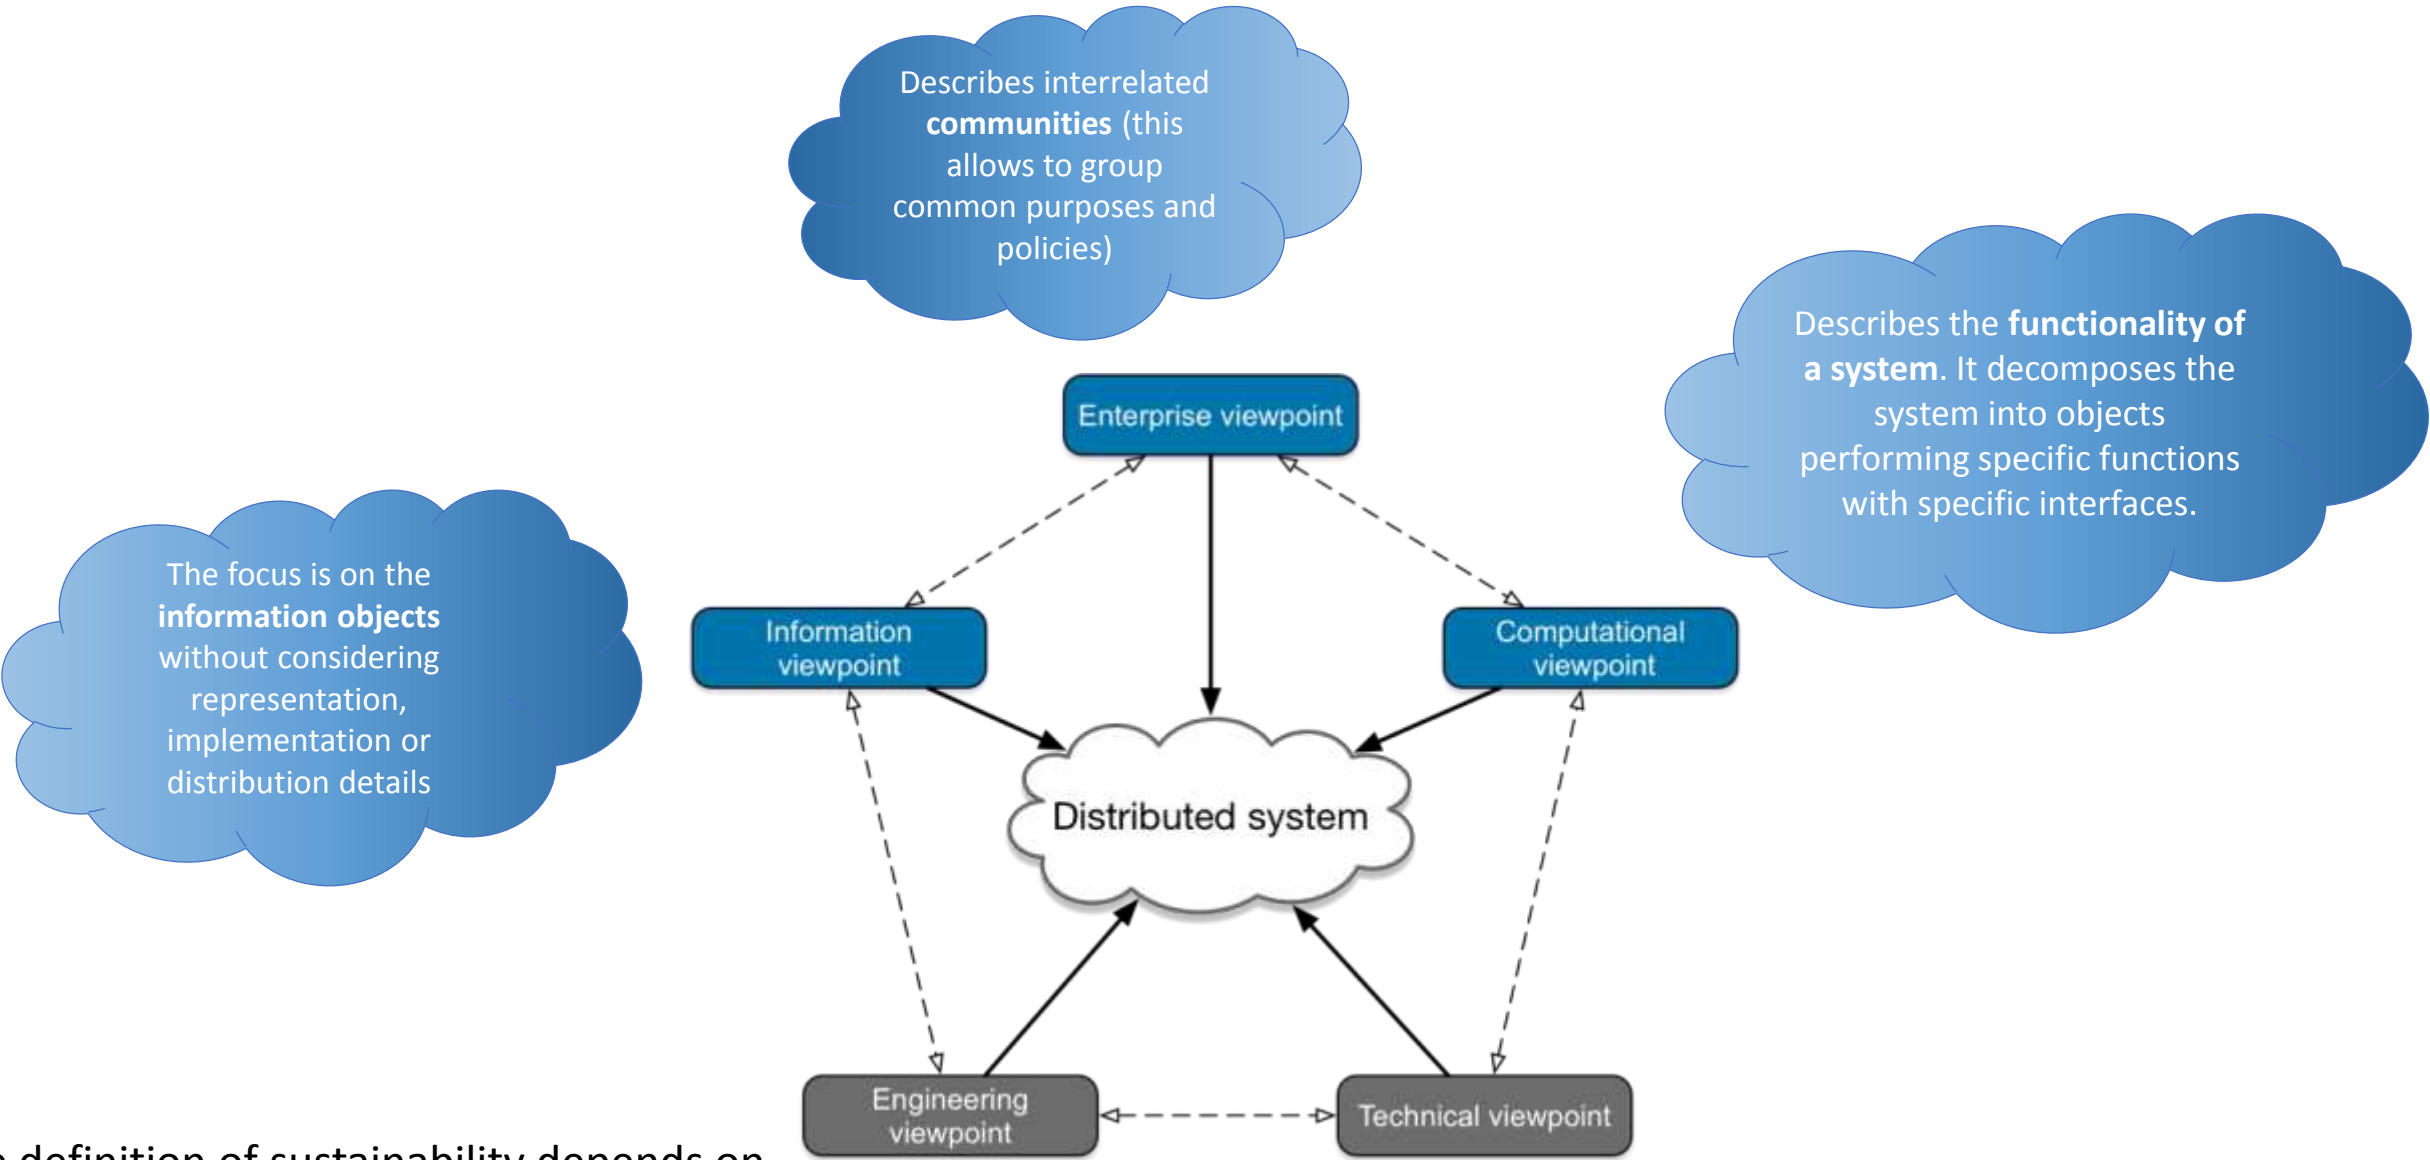 Describes interrelated
communities (this
allows to group
common purposes and
policies)
Describes the functionality of
a system. It decomposes the
system into objects
performing specific functions
with specific interfaces.
Enterprise viewpoint
The focus is on the
information objects
without considering
representation,
implementation or
distribution details
Information
viewpoint
Computational
viewpoint
Distributed system
Engineering
viewpoint
Technical viewpoint
definition of sustainability depends on